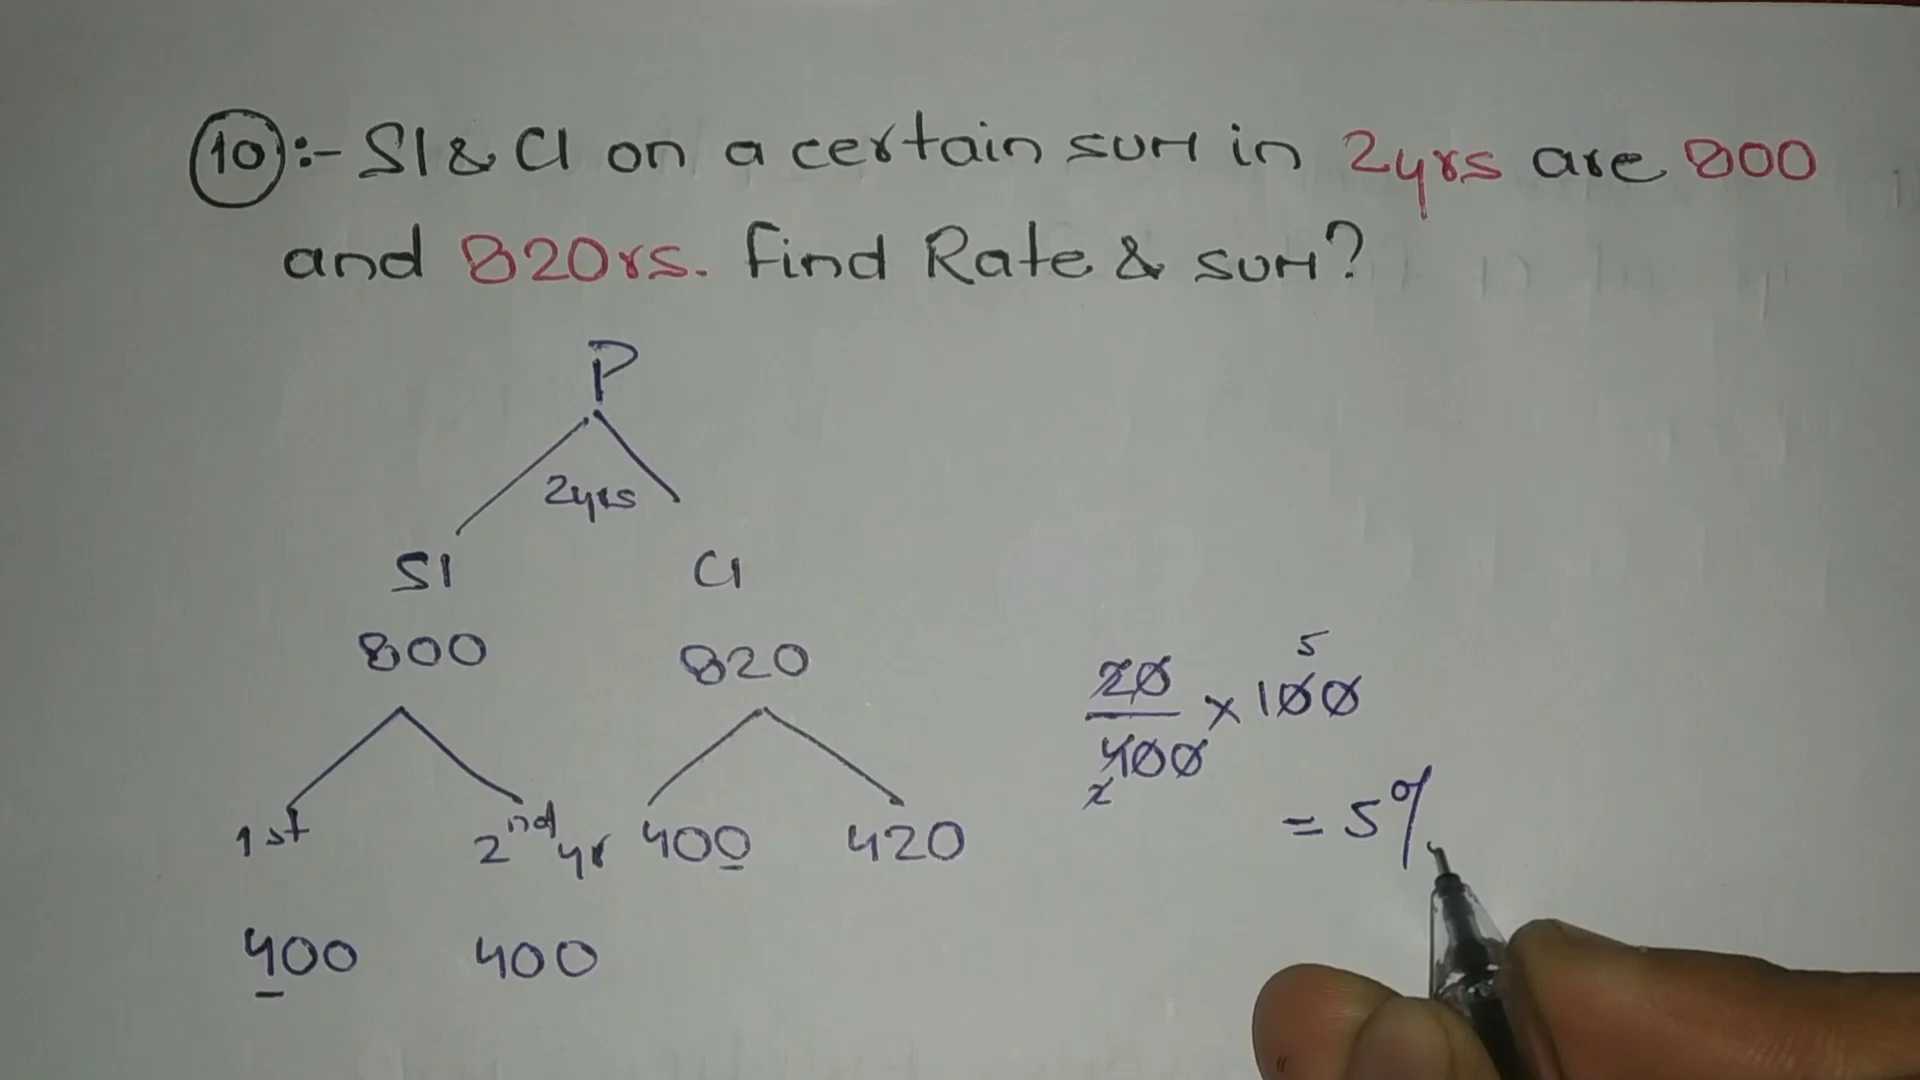 10:- SI & CI on a certain sum in 2yrs are 800
and 820rs. Find Rate & sum?
P
2yrs
SI CI
800 820
1st 2nd yr 400 420
400 400
5
20/400 × 100
2
= 5%